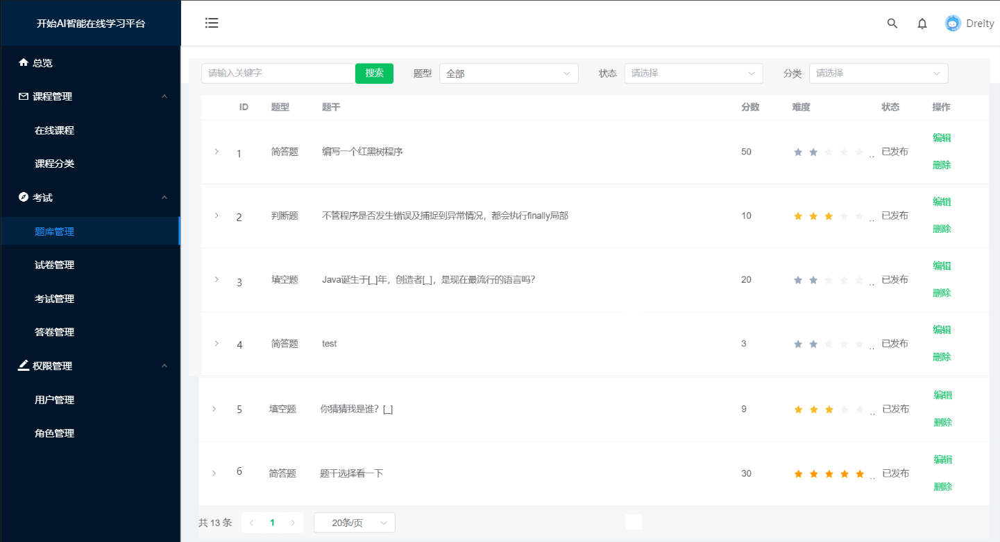 开始AI智能在线学习平台
Dreity
总览
课程管理
在线课程
课程分类
考试
题库管理
试卷管理
考试管理
答卷管理
权限管理
用户管理
角色管理
请输入关键字 搜索 题型 全部 状态 请选择 分类 请选择
ID 题型 题干 分数 难度 状态 操作
1 简答题 编写一个红黑树程序 50 .. 已发布 编辑
删除
2 判断题 不管程序是否发生错误及捕捉到异常情况，都会执行finally局部 10 .. 已发布 编辑
删除
3 填空题 Java诞生于[_]年，创造者[_]，是现在最流行的语言吗? 20 .. 已发布 编辑
删除
4 简答题 test 3 .. 已发布 编辑
删除
5 填空题 你猜猜我是谁？[_] 9 .. 已发布 编辑
删除
6 简答题 题干选择看一下 30 .. 已发布 编辑
删除
共 13 条 1 20条/页